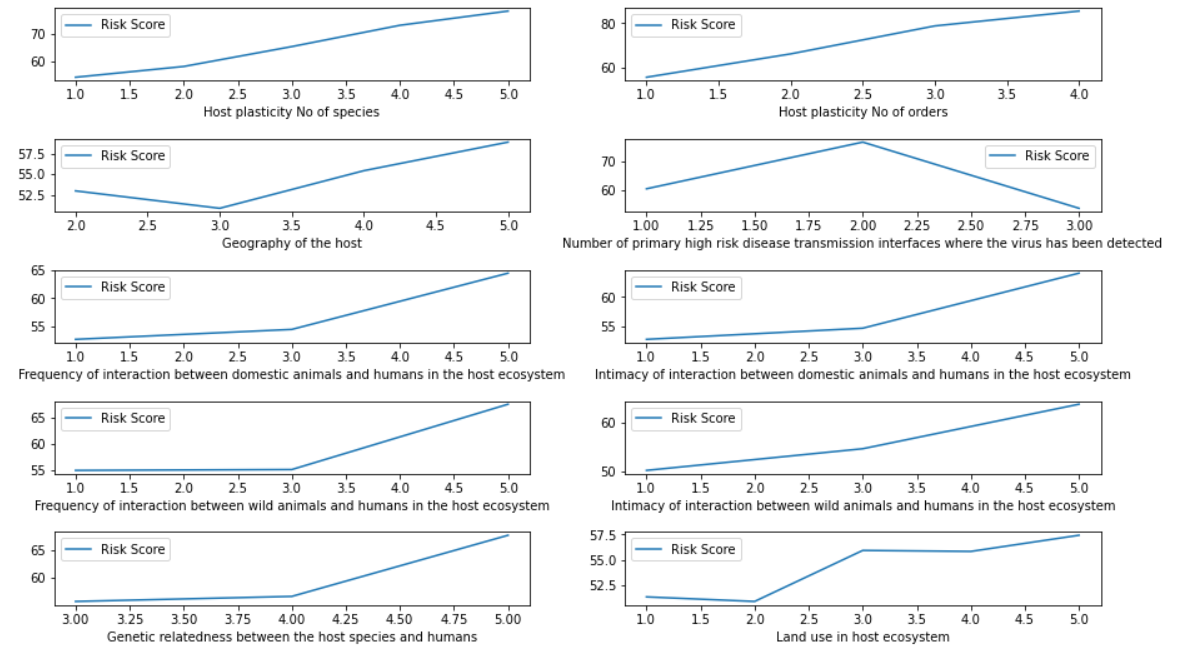 Risk Score
70
60
1.0 1.5 2.0 2.5 3.0 3.5 4.0 4.5 5.0
Host plasticity No of species
Risk Score
80
60
1.0 1.5 2.0 2.5 3.0 3.5 4.0
Host plasticity No of orders
Risk Score
57.5
55.0
52.5
2.0 2.5 3.0 3.5 4.0 4.5 5.0
Geography of the host
Risk Score
70
60
1.00 1.25 1.50 1.75 2.00 2.25 2.50 2.75 3.00
Number of primary high risk disease transmission interfaces where the virus has been detected
Risk Score
65
60
55
1.0 1.5 2.0 2.5 3.0 3.5 4.0 4.5 5.0
Frequency of interaction between domestic animals and humans in the host ecosystem
Risk Score
60
55
1.0 1.5 2.0 2.5 3.0 3.5 4.0 4.5 5.0
Intimacy of interaction between domestic animals and humans in the host ecosystem
Risk Score
65
60
55
1.0 1.5 2.0 2.5 3.0 3.5 4.0 4.5 5.0
Frequency of interaction between wild animals and humans in the host ecosystem
Risk Score
60
50
1.0 1.5 2.0 2.5 3.0 3.5 4.0 4.5 5.0
Intimacy of interaction between wild animals and humans in the host ecosystem
Risk Score
65
60
3.00 3.25 3.50 3.75 4.00 4.25 4.50 4.75 5.00
Genetic relatedness between the host species and humans
Risk Score
57.5
55.0
52.5
1.0 1.5 2.0 2.5 3.0 3.5 4.0 4.5 5.0
Land use in host ecosystem